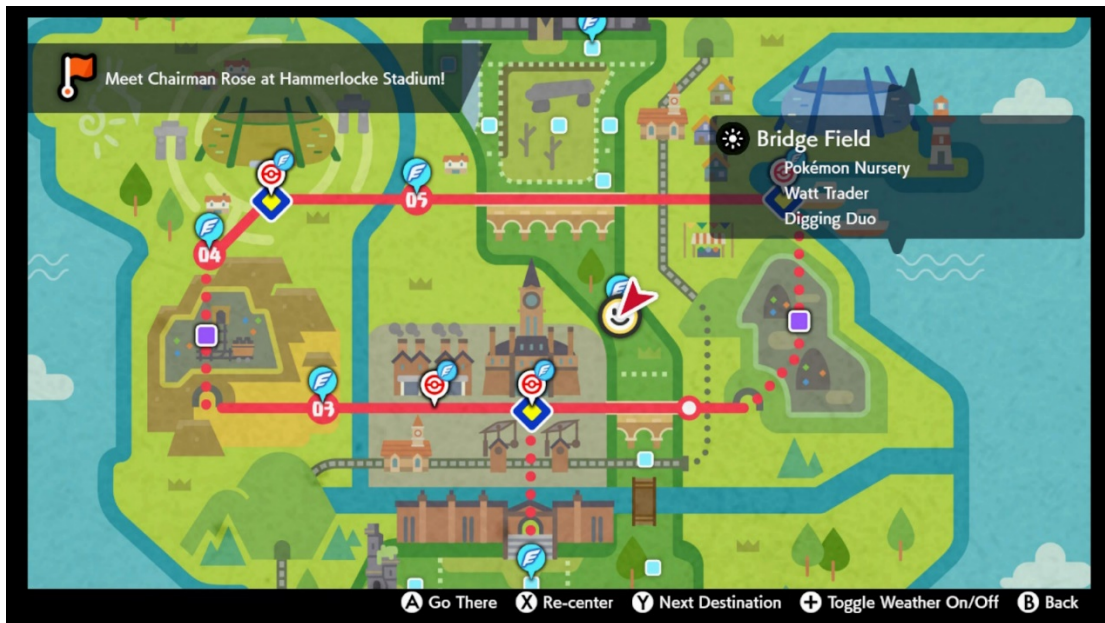 Meet Chairman Rose at Hammerlocke Stadium!
Bridge Field
Pokémon Nursery
Watt Trader
Digging Duo
05
04
03
A Go There X Re-center Y Next Destination + Toggle Weather On/Off B Back